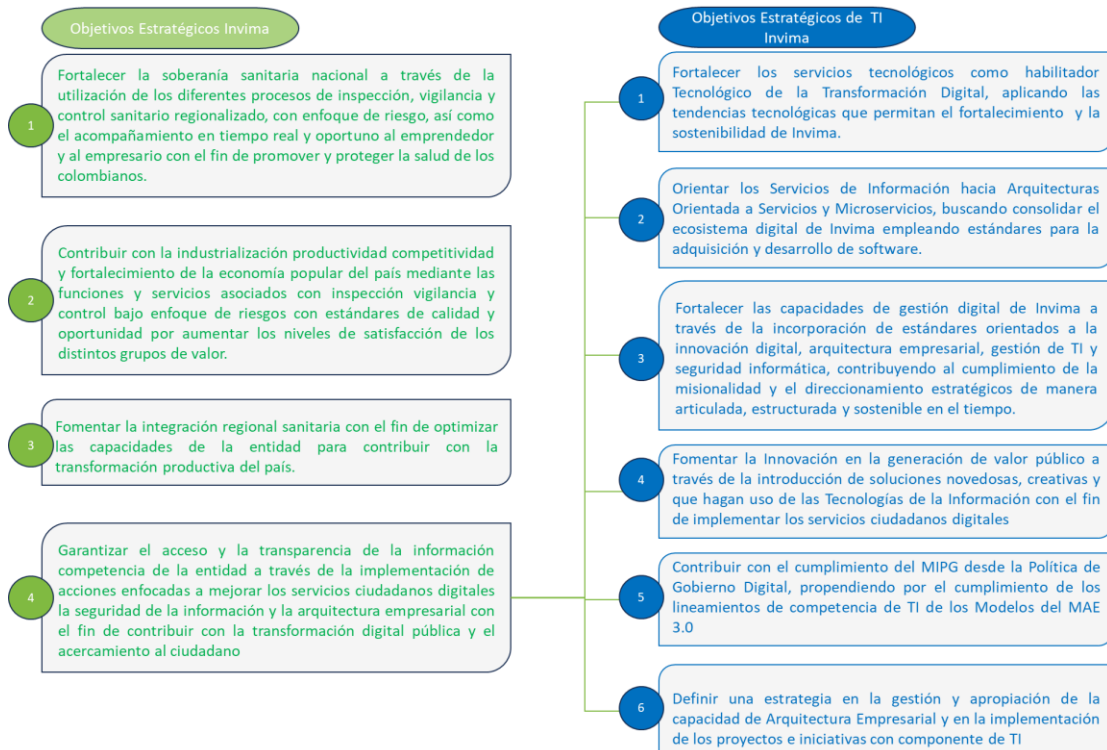 Objetivos Estratégicos Invima
1
Fortalecer la soberanía sanitaria nacional a través de la
utilización de los diferentes procesos de inspección, vigilancia y
control sanitario regionalizado, con enfoque de riesgo, así como
el acompañamiento en tiempo real y oportuno al emprendedor
y al empresario con el fin de promover y proteger la salud de los
colombianos.
2
Contribuir con la industrialización productividad competitividad
y fortalecimiento de la economía popular del país mediante las
funciones y servicios asociados con inspección vigilancia y
control bajo enfoque de riesgos con estándares de calidad y
oportunidad por aumentar los niveles de satisfacción de los
distintos grupos de valor.
3
Fomentar la integración regional sanitaria con el fin de optimizar
las capacidades de la entidad para contribuir con la
transformación productiva del país.
4
Garantizar el acceso y la transparencia de la información
competencia de la entidad a través de la implementación de
acciones enfocadas a mejorar los servicios ciudadanos digitales
la seguridad de la información y la arquitectura empresarial con
el fin de contribuir con la transformación digital pública y el
acercamiento al ciudadano
Objetivos Estratégicos de TI
Invima
1
Fortalecer los servicios tecnológicos como habilitador
Tecnológico de la Transformación Digital, aplicando las
tendencias tecnológicas que permitan el fortalecimiento y la
sostenibilidad de Invima.
2
Orientar los Servicios de Información hacia Arquitecturas
Orientada a Servicios y Microservicios, buscando consolidar el
ecosistema digital de Invima empleando estándares para la
adquisición y desarrollo de software.
3
Fortalecer las capacidades de gestión digital de Invima a
través de la incorporación de estándares orientados a la
innovación digital, arquitectura empresarial, gestión de TI y
seguridad informática, contribuyendo al cumplimiento de la
misionalidad y el direccionamiento estratégicos de manera
articulada, estructurada y sostenible en el tiempo.
4
Fomentar la Innovación en la generación de valor público a
través de la introducción de soluciones novedosas, creativas y
que hagan uso de las Tecnologías de la Información con el fin
de implementar los servicios ciudadanos digitales
5
Contribuir con el cumplimiento del MIPG desde la Política de
Gobierno Digital, propendiendo por el cumplimiento de los
lineamientos de competencia de TI de los Modelos del MAE
3.0
6
Definir una estrategia en la gestión y apropiación de la
capacidad de Arquitectura Empresarial y en la implementación
de los proyectos e iniciativas con componente de TI